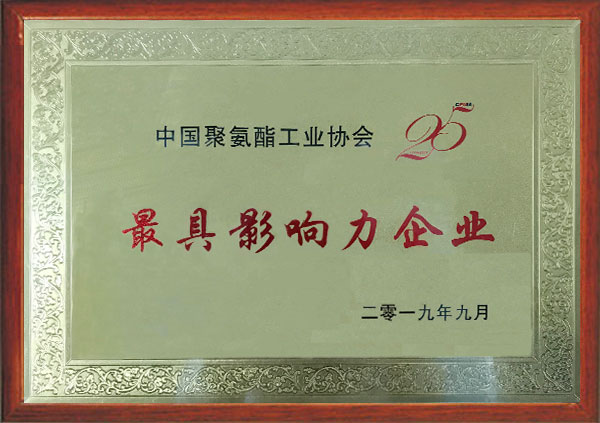 中国聚氨酯工业协会
25
最具影响力企业
二零一九年九月